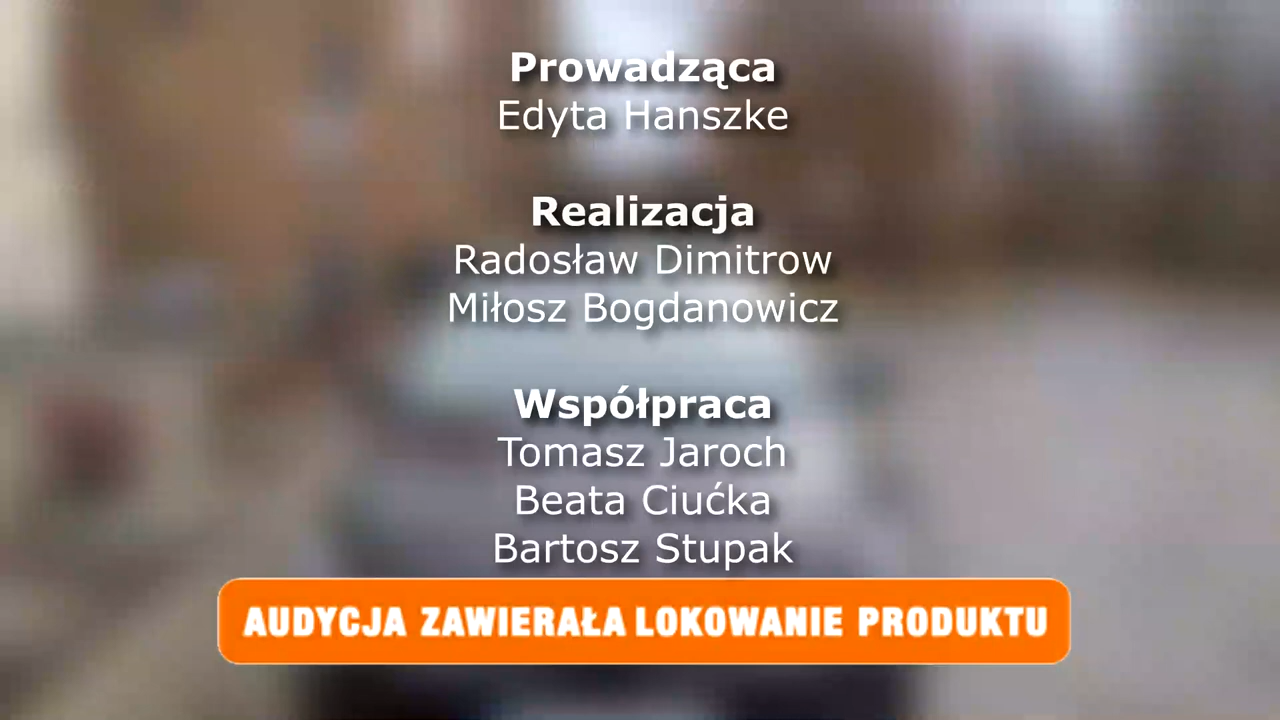 Prowadząca
Edyta Hanszke
Realizacja
Radosław Dimitrow
Miłosz Bogdanowicz
Współpraca
Tomasz Jaroch
Beata Ciućka
Bartosz Stupak
AUDYCJA ZAWIERAŁA LOKOWANIE PRODUKTU